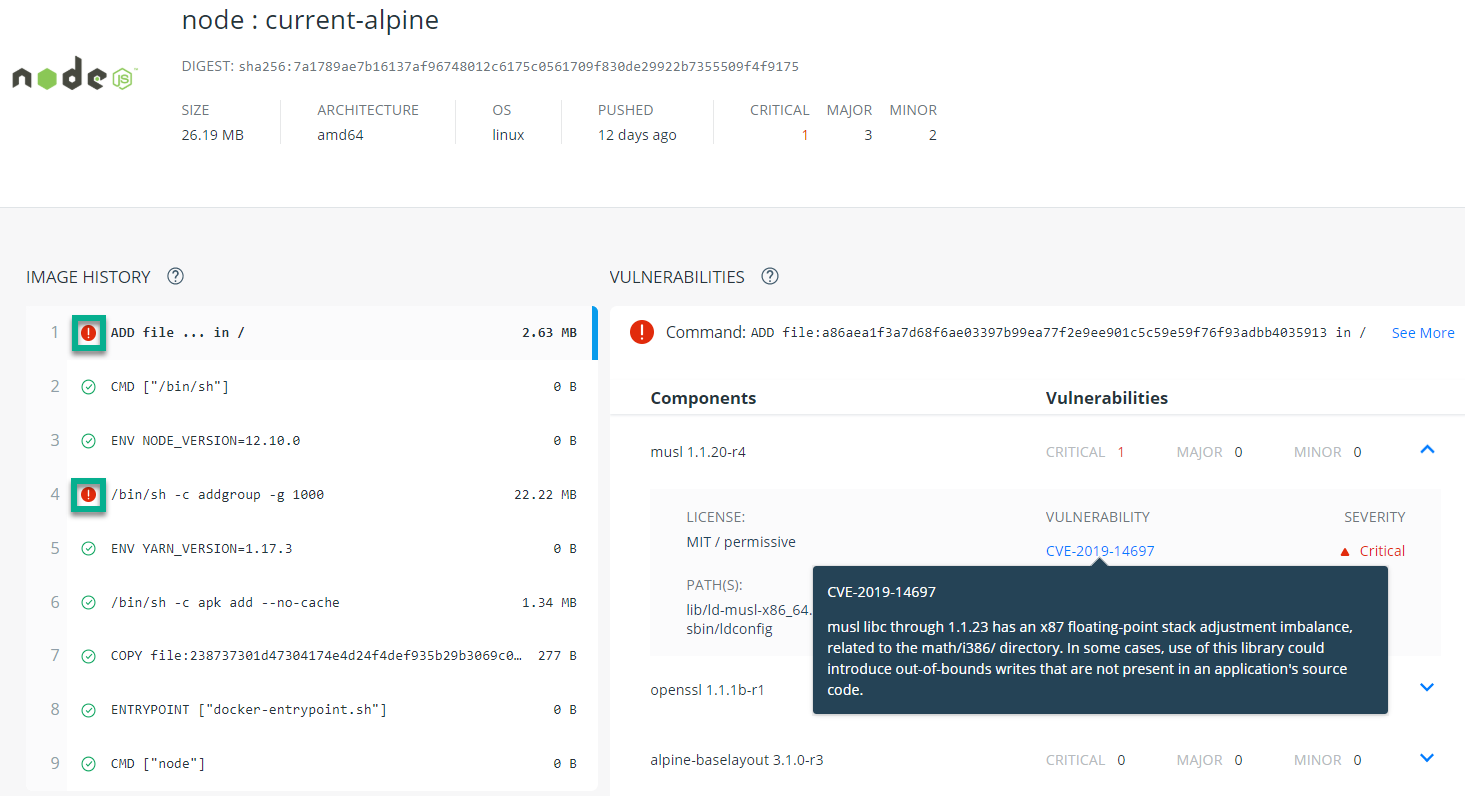 node : current-alpine
node JS
DIGEST: sha256:7a1789ae7b16137af96748012c6175c0561709f830de29922b7355509f4f9175
SIZE ARCHITECTURE OS PUSHED CRITICAL MAJOR MINOR
26.19 MB amd64 linux 12 days ago 1 3 2
IMAGE HISTORY ?
1 ! ADD file ... in / 2.63 MB
2 CMD ["/bin/sh"] 0 B
3 ENV NODE_VERSION=12.10.0 0 B
4 ! /bin/sh -c addgroup -g 1000 22.22 MB
5 ENV YARN_VERSION=1.17.3 0 B
6 /bin/sh -c apk add --no-cache 1.34 MB
7 COPY file:238737301d47304174e4d24f4def935b29b3069c0… 277 B
8 ENTRYPOINT ["docker-entrypoint.sh"] 0 B
9 CMD ["node"] 0 B
VULNERABILITIES ?
! Command: ADD file:a86aea1f3a7d68f6ae03397b99ea77f2e9ee901c5c59e59f76f93adbb4035913 in / See More
Components Vulnerabilities
musl 1.1.20-r4 CRITICAL 1 MAJOR 0 MINOR 0
LICENSE: VULNERABILITY SEVERITY
MIT / permissive CVE-2019-14697 Critical
PATH(S):
lib/ld-musl-x86_64.
sbin/ldconfig
CVE-2019-14697
musl libc through 1.1.23 has an x87 floating-point stack adjustment imbalance,
related to the math/i386/ directory. In some cases, use of this library could
introduce out-of-bounds writes that are not present in an application's source
code.
openssl 1.1.1b-r1
alpine-baselayout 3.1.0-r3 CRITICAL 0 MAJOR 0 MINOR 0